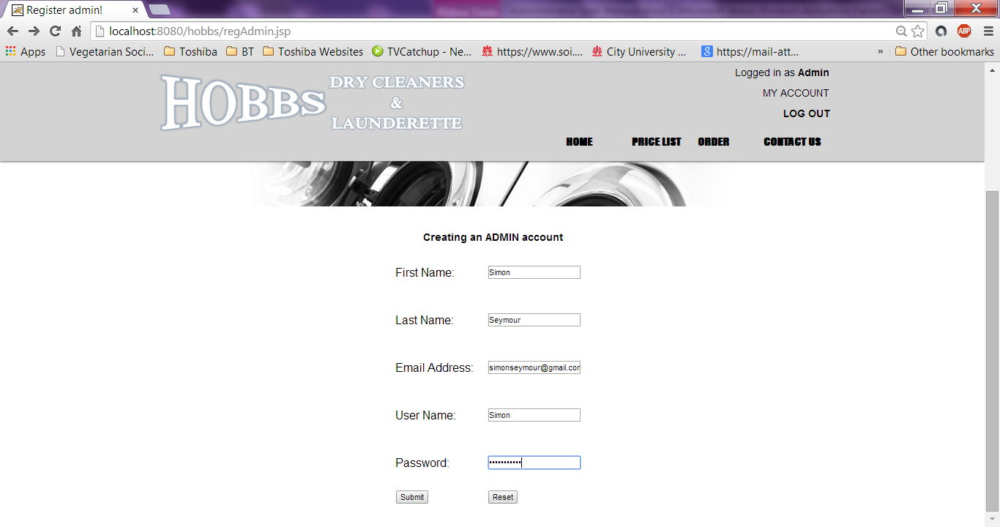 Register admin!
localhost:8080/hobbs/regAdmin.jsp
ABP
Apps Vegetarian Soci... Toshiba BT Toshiba Websites TVCatchup - Ne... https://www.soi.... City University ... https://mail-att... » Other bookmarks
Logged in as Admin
MY ACCOUNT
LOG OUT
HOBBS DRY CLEANERS
&
LAUNDERETTE
HOME PRICE LIST ORDER CONTACT US
Creating an ADMIN account
First Name: Simon
Last Name: Seymour
Email Address: simonseymour@gmail.com
User Name: Simon
Password: •••••••••••
Submit Reset